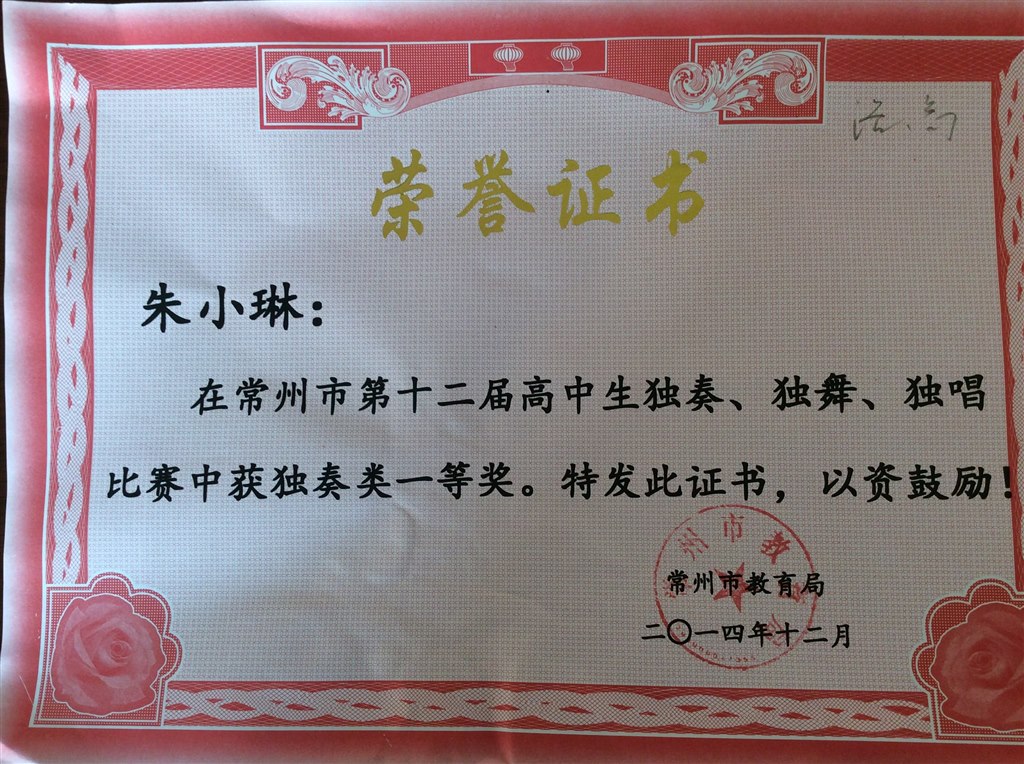 荣誉证书
朱小琳：
在常州市第十二届高中生独奏、独舞、独唱
比赛中获独奏类一等奖。特发此证书，以资鼓励！
州市教
常州市教育局
二〇一四年十二月